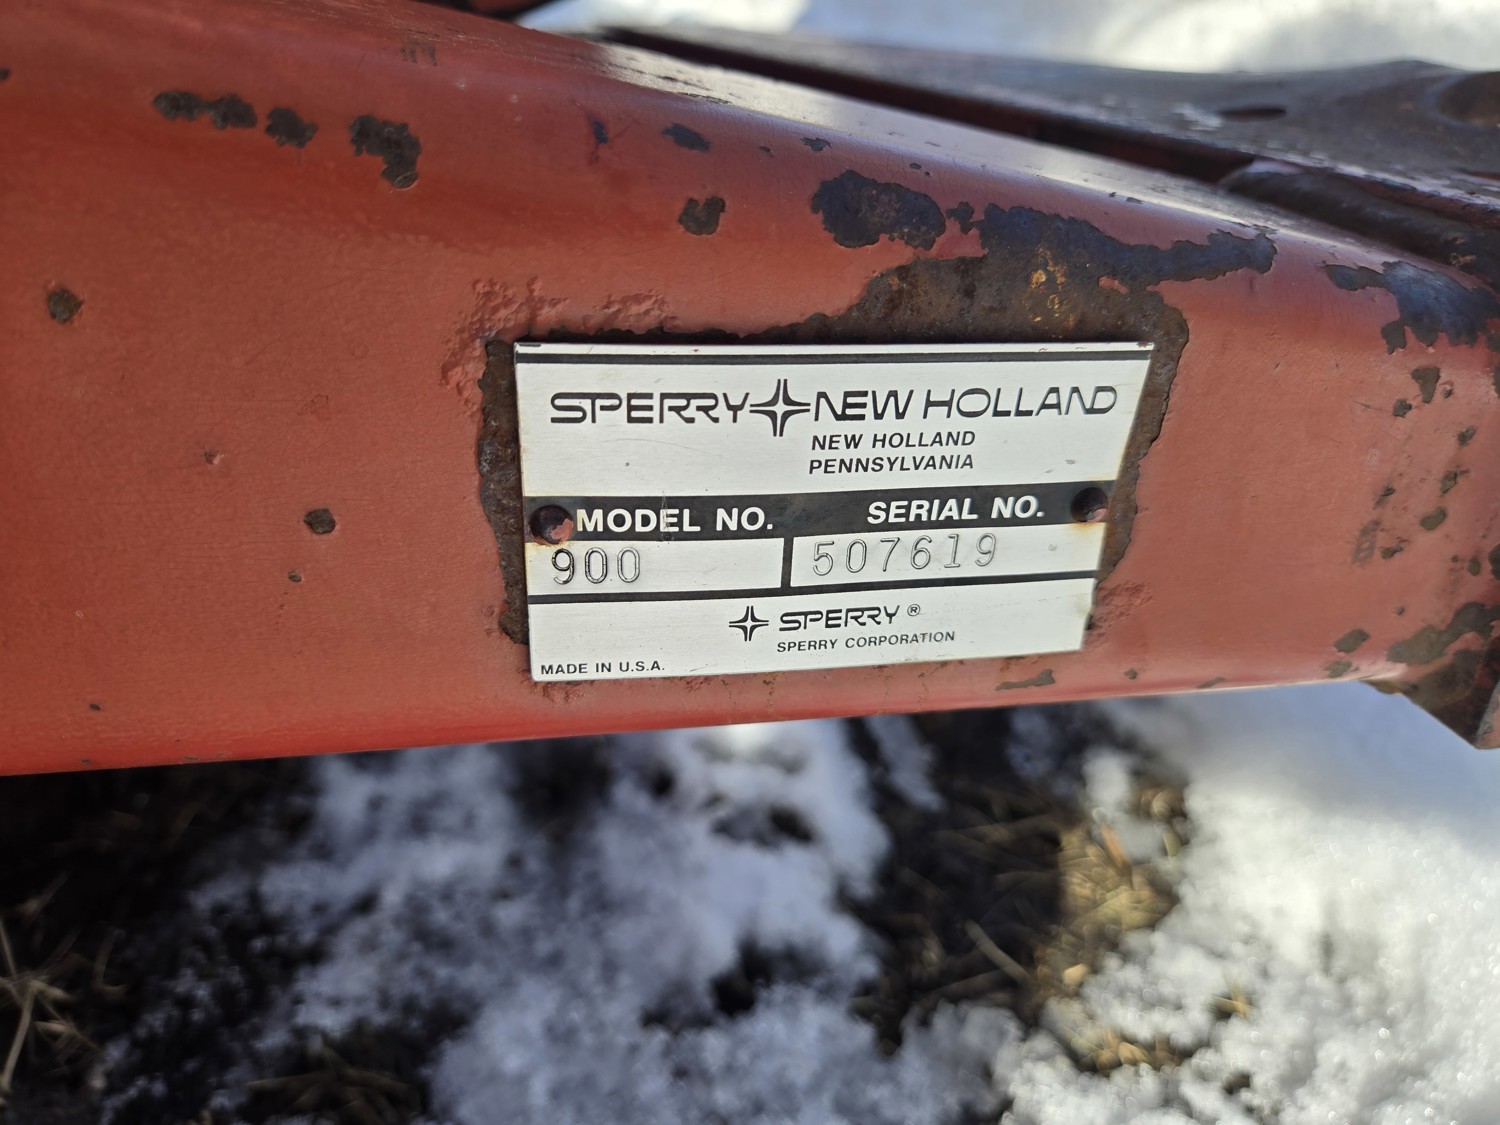 SPERRY NEW HOLLAND
NEW HOLLAND
PENNSYLVANIA
MODEL NO. SERIAL NO.
900 507619
SPERRY ®
SPERRY CORPORATION
MADE IN U.S.A.